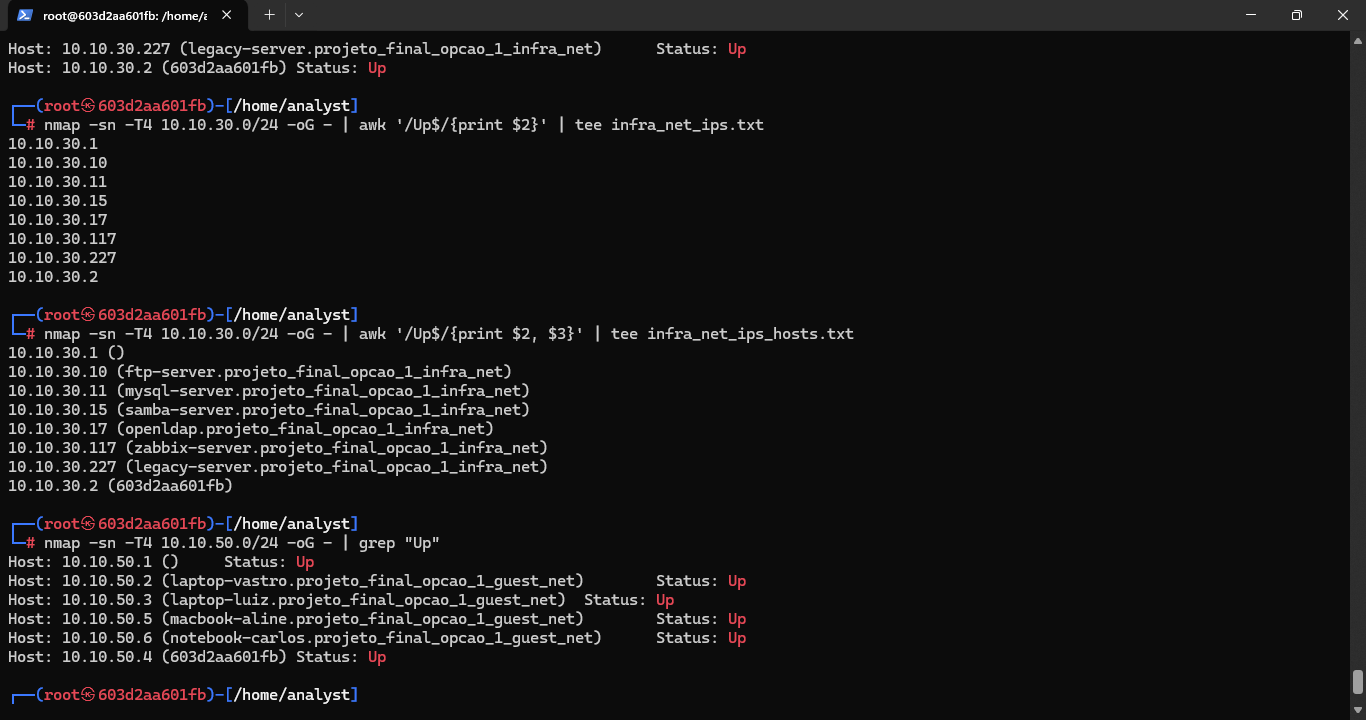 root@603d2aa601fb: /home/a
Host: 10.10.30.227 (legacy-server.projeto_final_opcao_1_infra_net)      Status: Up
Host: 10.10.30.2 (603d2aa601fb) Status: Up
┌──(root㉿603d2aa601fb)-[/home/analyst]
└─# nmap -sn -T4 10.10.30.0/24 -oG - | awk '/Up$/{print $2}' | tee infra_net_ips.txt
10.10.30.1
10.10.30.10
10.10.30.11
10.10.30.15
10.10.30.17
10.10.30.117
10.10.30.227
10.10.30.2
┌──(root㉿603d2aa601fb)-[/home/analyst]
└─# nmap -sn -T4 10.10.30.0/24 -oG - | awk '/Up$/{print $2, $3}' | tee infra_net_ips_hosts.txt
10.10.30.1 ()
10.10.30.10 (ftp-server.projeto_final_opcao_1_infra_net)
10.10.30.11 (mysql-server.projeto_final_opcao_1_infra_net)
10.10.30.15 (samba-server.projeto_final_opcao_1_infra_net)
10.10.30.17 (openldap.projeto_final_opcao_1_infra_net)
10.10.30.117 (zabbix-server.projeto_final_opcao_1_infra_net)
10.10.30.227 (legacy-server.projeto_final_opcao_1_infra_net)
10.10.30.2 (603d2aa601fb)
┌──(root㉿603d2aa601fb)-[/home/analyst]
└─# nmap -sn -T4 10.10.50.0/24 -oG - | grep "Up"
Host: 10.10.50.1 ()     Status: Up
Host: 10.10.50.2 (laptop-vastro.projeto_final_opcao_1_guest_net)        Status: Up
Host: 10.10.50.3 (laptop-luiz.projeto_final_opcao_1_guest_net)  Status: Up
Host: 10.10.50.5 (macbook-aline.projeto_final_opcao_1_guest_net)        Status: Up
Host: 10.10.50.6 (notebook-carlos.projeto_final_opcao_1_guest_net)      Status: Up
Host: 10.10.50.4 (603d2aa601fb) Status: Up
┌──(root㉿603d2aa601fb)-[/home/analyst]